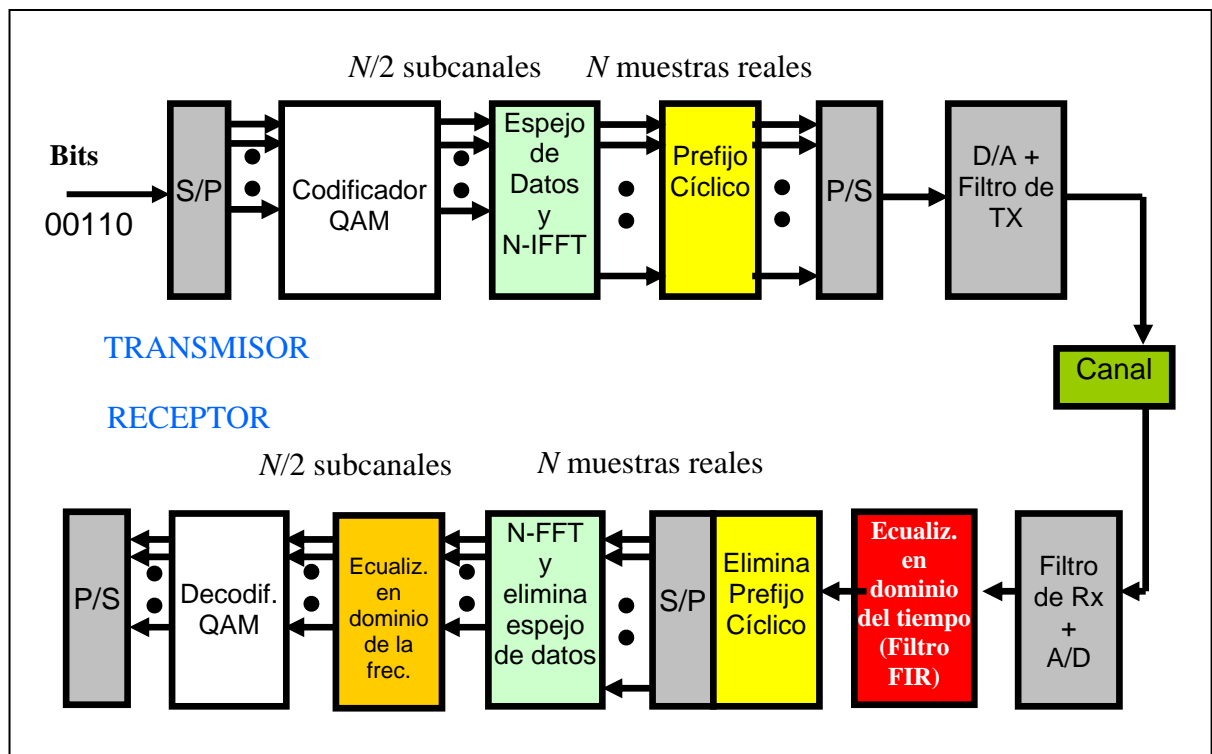 N/2 subcanales
N muestras reales
Bits
00110
S/P
Codificador
QAM
Espejo
de
Datos
y
N-IFFT
Prefijo
Cíclico
P/S
D/A +
Filtro de
TX
TRANSMISOR
Canal
RECEPTOR
N/2 subcanales
N muestras reales
P/S
Decodif.
QAM
Ecualiz.
en
dominio
de la
frec.
N-FFT
y
elimina
espejo
de datos
S/P
Elimina
Prefijo
Cíclico
Ecualiz.
en
dominio
del tiempo
(Filtro
FIR)
Filtro
de Rx
+
A/D